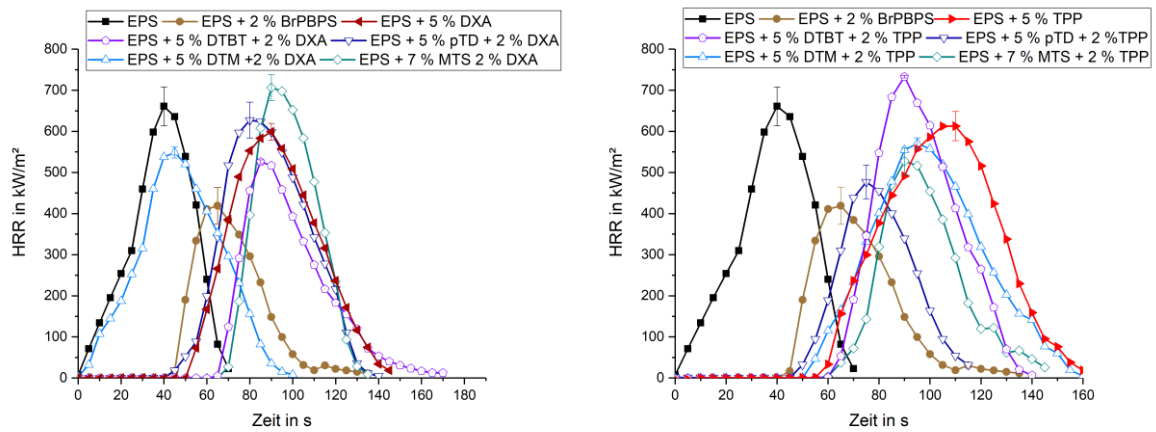 EPS EPS + 2 % BrPBPS EPS + 5 % DXA
EPS + 5 % DTBT + 2 % DXA EPS + 5 % pTD + 2 % DXA
EPS + 5 % DTM +2 % DXA EPS + 7 % MTS 2 % DXA
800
700
600
500
400
300
200
100
0
HRR in kW/m²
0 20 40 60 80 100 120 140 160 180
Zeit in s
EPS EPS + 2 % BrPBPS EPS + 5 % TPP
EPS + 5 % DTBT + 2 % TPP EPS + 5 % pTD + 2 %TPP
EPS + 5 % DTM + 2 % TPP EPS + 7 % MTS + 2 % TPP
800
700
600
500
400
300
200
100
0
HRR in kW/m²
0 20 40 60 80 100 120 140 160
Zeit in s